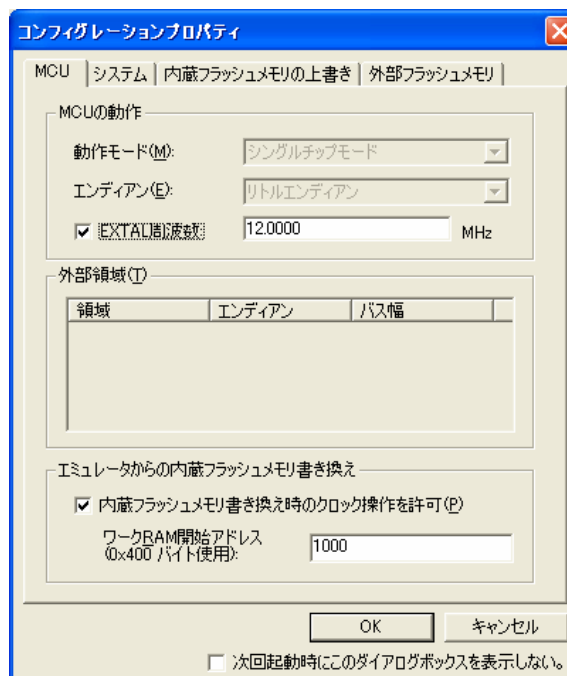 コンフィグレーションプロパティ
MCU システム 内蔵フラッシュメモリの上書き 外部フラッシュメモリ
MCUの動作
動作モード(M): シングルチップモード
エンディアン(E): リトルエンディアン
EXTAL周波数 12.0000 MHz
外部領域(T)
領域 エンディアン バス幅
エミュレータからの内蔵フラッシュメモリ書き換え
内蔵フラッシュメモリ書き換え時のクロック操作を許可(P)
ワークRAM開始アドレス
(0x400 バイト使用): 1000
OK キャンセル
次回起動時にこのダイアログボックスを表示しない。